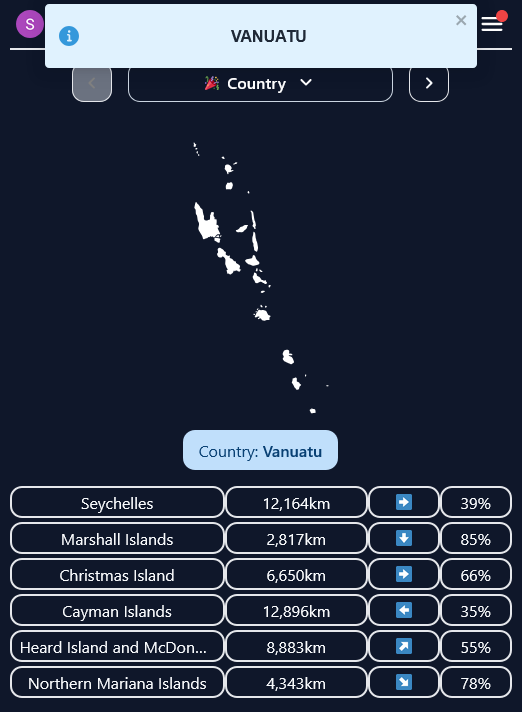 S
VANUATU
×
🎉 Country
Country: Vanuatu
Seychelles 12,164km ➡️ 39%
Marshall Islands 2,817km ⬇️ 85%
Christmas Island 6,650km ➡️ 66%
Cayman Islands 12,896km ⬅️ 35%
Heard Island and McDon... 8,883km ↗️ 55%
Northern Mariana Islands 4,343km ↘️ 78%